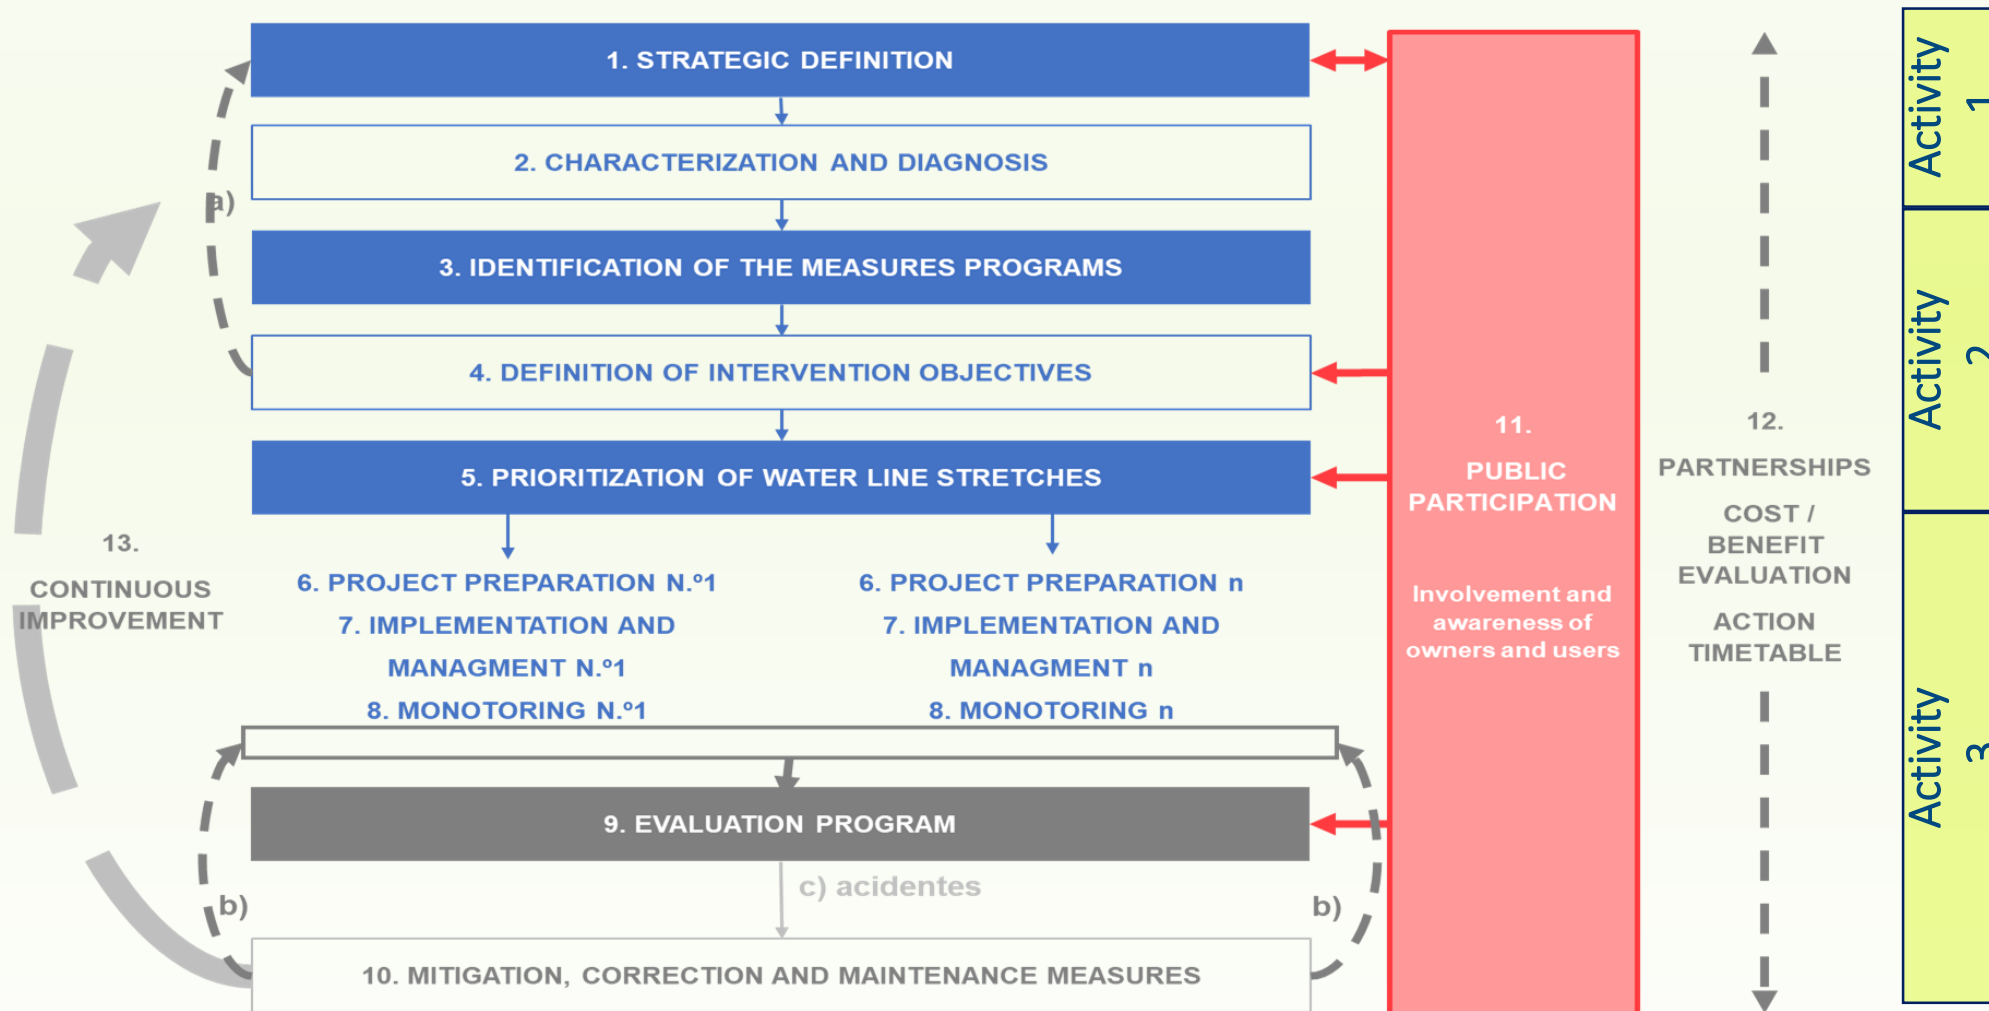 1. STRATEGIC DEFINITION
2. CHARACTERIZATION AND DIAGNOSIS
a)
3. IDENTIFICATION OF THE MEASURES PROGRAMS
4. DEFINITION OF INTERVENTION OBJECTIVES
5. PRIORITIZATION OF WATER LINE STRETCHES
6. PROJECT PREPARATION N.º1
7. IMPLEMENTATION AND
MANAGMENT N.º1
8. MONOTORING N.º1
6. PROJECT PREPARATION n
7. IMPLEMENTATION AND
MANAGMENT n
8. MONOTORING n
9. EVALUATION PROGRAM
c) acidentes
b)
b)
10. MITIGATION, CORRECTION AND MAINTENANCE MEASURES
13.
CONTINUOUS
IMPROVEMENT
11.
PUBLIC
PARTICIPATION
Involvement and
awareness of
owners and users
12.
PARTNERSHIPS
COST /
BENEFIT
EVALUATION
ACTION
TIMETABLE
Activity
1
Activity
2
Activity
3